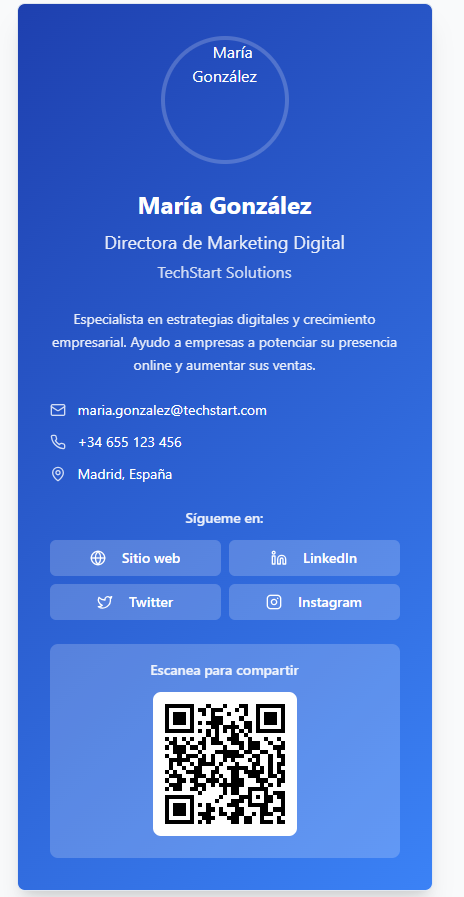 María
González
María González
Directora de Marketing Digital
TechStart Solutions
Especialista en estrategias digitales y crecimiento
empresarial. Ayudo a empresas a potenciar su presencia
online y aumentar sus ventas.
maria.gonzalez@techstart.com
+34 655 123 456
Madrid, España
Sígueme en:
Sitio web
LinkedIn
Twitter
Instagram
Escanea para compartir